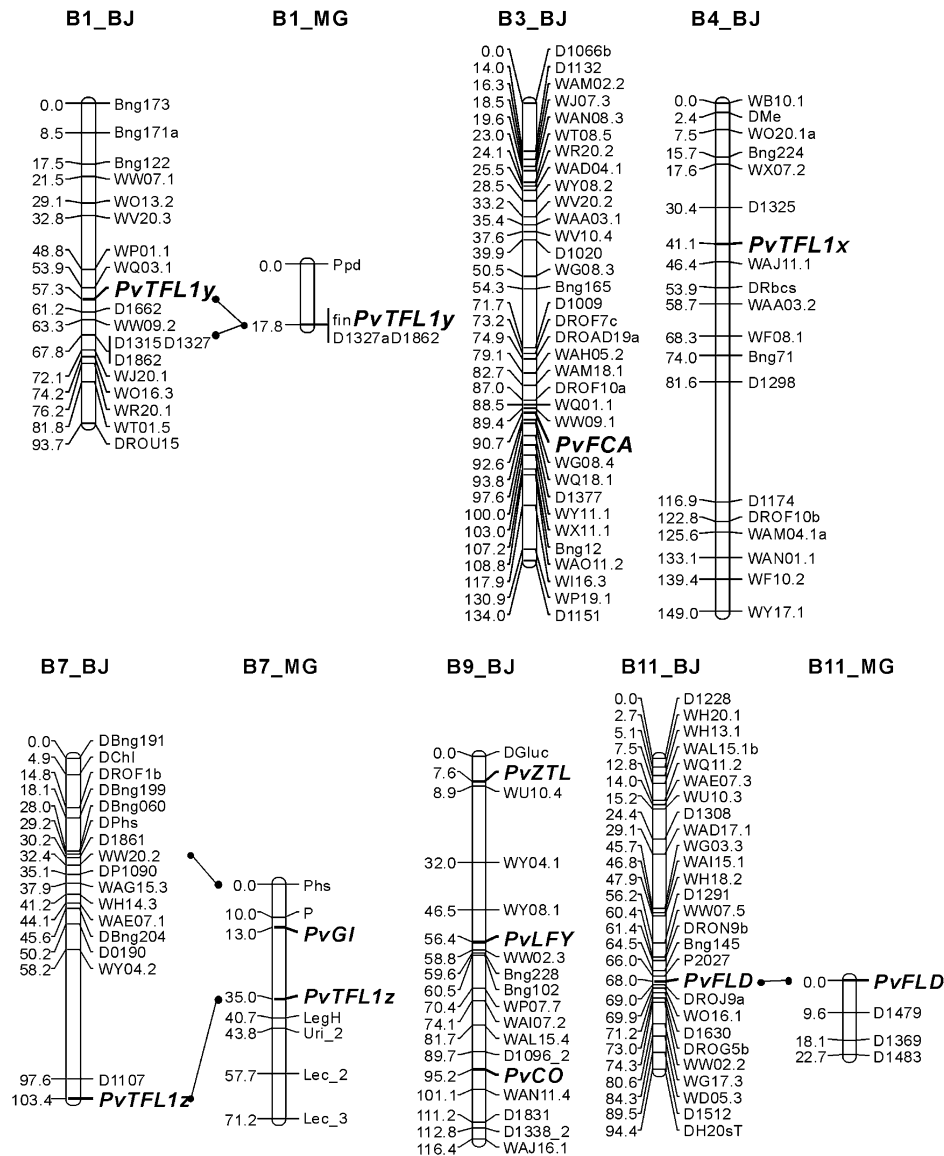 B1_BJ
0.0 Bng173
8.5 Bng171a
17.5 Bng122
21.5 WW07.1
29.1 WO13.2
32.8 WV20.3
48.8 WP01.1
53.9 WQ03.1
57.3 PvTFL1y
61.2 D1662
63.3 WW09.2
67.8 D1315 D1327
D1862
72.1 WJ20.1
74.2 WO16.3
76.2 WR20.1
81.8 WT01.5
93.7 DROU15
B1_MG
0.0 Ppd
17.8 fin PvTFL1y
D1327a D1862
B3_BJ
0.0 D1066b
14.0 D1132
16.3 WAM02.2
18.5 WJ07.3
19.6 WAN08.3
23.0 WT08.5
24.1 WR20.2
25.5 WAD04.1
28.5 WY08.2
33.2 WV20.2
35.4 WAA03.1
37.6 WV10.4
39.9 D1020
50.5 WG08.3
54.3 Bng165
71.7 D1009
73.2 DROF7c
74.9 DROAD19a
79.1 WAH05.2
82.7 WAM18.1
87.0 DROF10a
88.5 WQ01.1
89.4 WW09.1
90.7 PvFCA
92.6 WG08.4
93.8 WQ18.1
97.6 D1377
100.0 WY11.1
103.0 WX11.1
107.2 Bng12
108.8 WAO11.2
117.9 WI16.3
130.9 WP19.1
134.0 D1151
B4_BJ
0.0 WB10.1
2.4 DMe
7.5 WO20.1a
15.7 Bng224
17.6 WX07.2
30.4 D1325
41.1 PvTFL1x
46.4 WAJ11.1
53.9 DRbcs
58.7 WAA03.2
68.3 WF08.1
74.0 Bng71
81.6 D1298
116.9 D1174
122.8 DROF10b
125.6 WAM04.1a
133.1 WAN01.1
139.4 WF10.2
149.0 WY17.1
B7_BJ
0.0 DBng191
4.9 DChl
14.8 DROF1b
18.1 DBng199
28.0 DBng060
29.2 DPhs
30.2 D1861
32.4 WW20.2
35.1 DP1090
37.9 WAG15.3
41.2 WH14.3
44.1 WAE07.1
45.6 DBng204
50.2 D0190
58.2 WY04.2
97.6 D1107
103.4 PvTFL1z
B7_MG
0.0 Phs
10.0 P
13.0 PvGI
35.0 PvTFL1z
40.7 LegH
43.8 Uri_2
57.7 Lec_2
71.2 Lec_3
B9_BJ
0.0 DGluc
7.6 PvZTL
8.9 WU10.4
32.0 WY04.1
46.5 WY08.1
56.4 PvLFY
58.8 WW02.3
59.6 Bng228
60.5 Bng102
70.4 WP07.7
74.1 WAI07.2
81.7 WAL15.4
89.7 D1096_2
95.2 PvCO
101.1 WAN11.4
111.2 D1831
112.8 D1338_2
116.4 WAJ16.1
B11_BJ
0.0 D1228
2.7 WH20.1
5.1 WH13.1
7.5 WAL15.1b
12.8 WQ11.2
14.0 WAE07.3
15.2 WU10.3
24.4 D1308
29.1 WAD17.1
45.7 WG03.3
46.8 WAI15.1
47.9 WH18.2
56.2 D1291
60.4 WW07.5
61.4 DRON9b
64.5 Bng145
66.0 P2027
68.0 PvFLD
69.0 DROJ9a
69.9 WO16.1
71.2 D1630
73.0 DROG5b
74.3 WW02.2
80.6 WG17.3
84.3 WD05.3
89.5 D1512
94.4 DH20sT
B11_MG
0.0 PvFLD
9.6 D1479
18.1 D1369
22.7 D1483